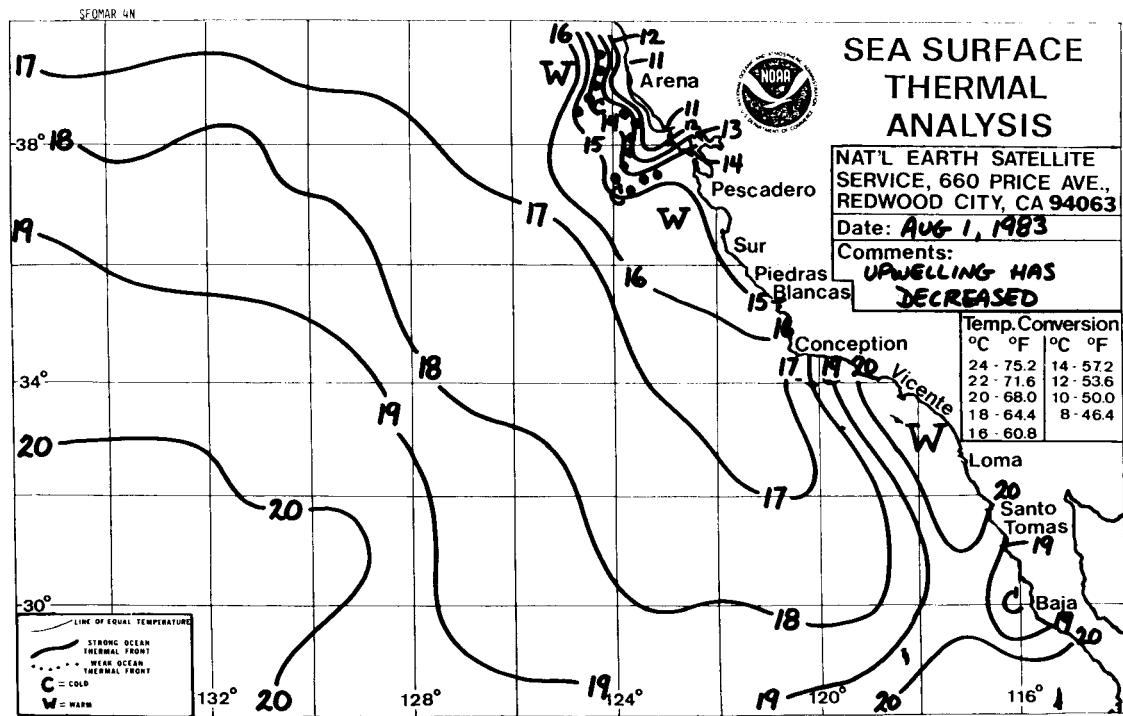 SFOMAR 4N
SEA SURFACE
THERMAL
ANALYSIS
NOAA
NAT'L EARTH SATELLITE
SERVICE, 660 PRICE AVE.,
REDWOOD CITY, CA 94063
Date: AUG 1, 1983
Comments:
UPWELLING HAS
DECREASED
Temp. Conversion
°C °F °C °F
24 - 75.2 14 - 57.2
22 - 71.6 12 - 53.6
20 - 68.0 10 - 50.0
18 - 64.4 8 - 46.4
16 - 60.8
16 12
17 W 11
Arena
C 11
14 12 13
18 38° 15 14
C Pescadero
17 W
19 Sur
16 Piedras
Blancas
15
16
Conception
18 17 19 20
34° Vicente
19
20 W
Loma
17 20
20 Santo
Tomas
19
30° 18 C Baja
19 20
132° 128° 124° 120° 116°
20 19 19 20
LINE OF EQUAL TEMPERATURE
STRONG OCEAN
THERMAL FRONT
WEAK OCEAN
THERMAL FRONT
C = COLD
W = WARM